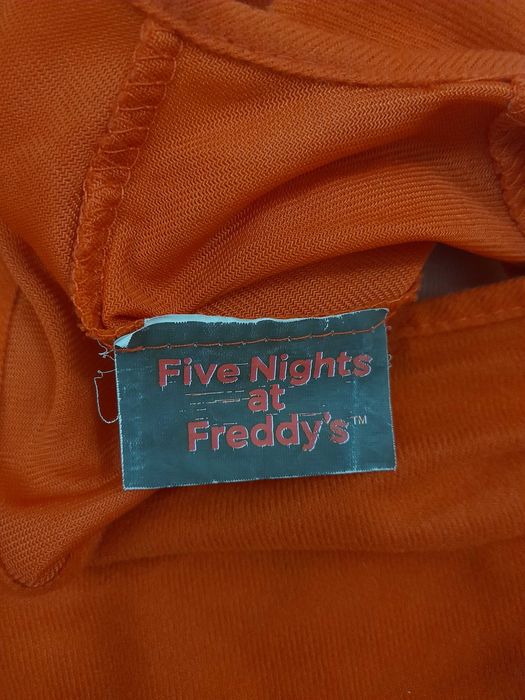 Five Nights
at
Freddy's™